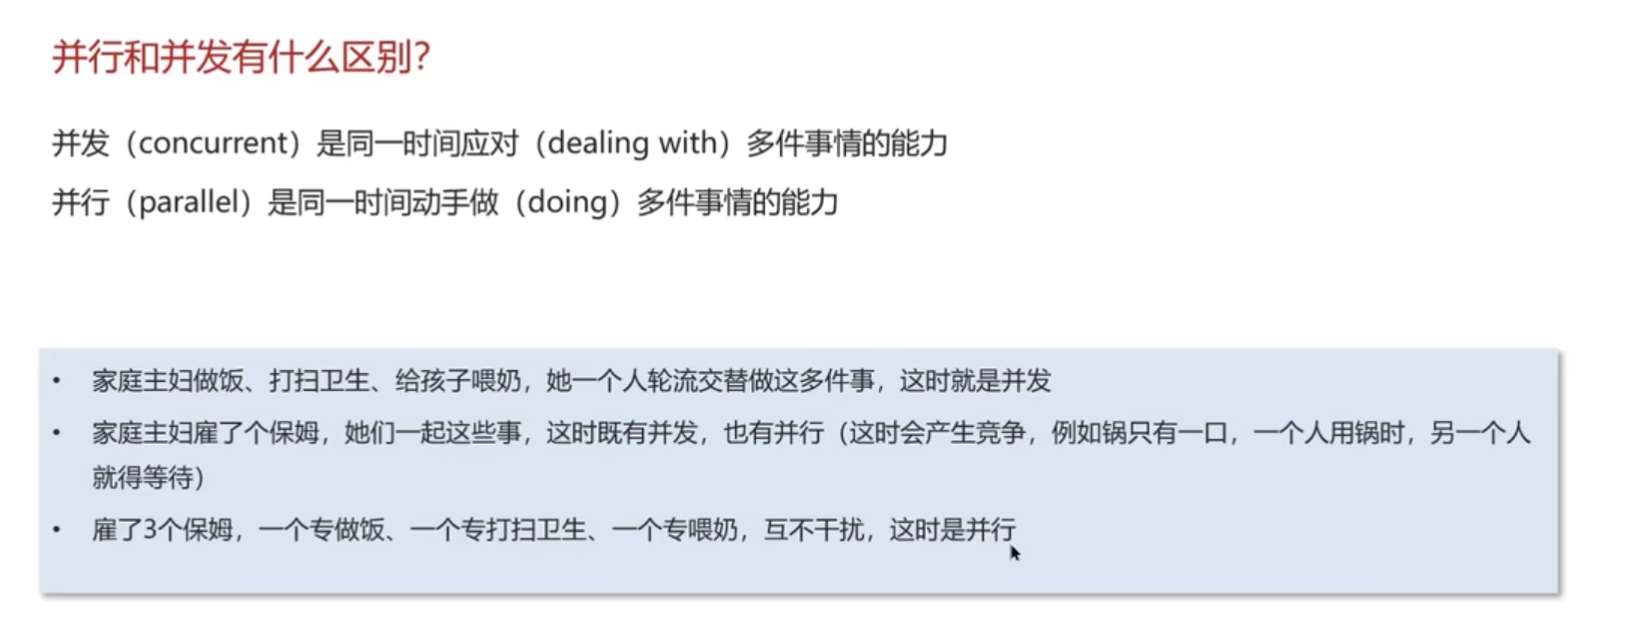 并行和并发有什么区别？
并发（concurrent）是同一时间应对（dealing with）多件事情的能力
并行（parallel）是同一时间动手做（doing）多件事情的能力
• 家庭主妇做饭、打扫卫生、给孩子喂奶，她一个人轮流交替做这多件事，这时就是并发
• 家庭主妇雇了个保姆，她们一起这些事，这时既有并发，也有并行（这时会产生竞争，例如锅只有一口，一个人用锅时，另一个人
就得等待）
• 雇了3个保姆，一个专做饭、一个专打扫卫生、一个专喂奶，互不干扰，这时是并行